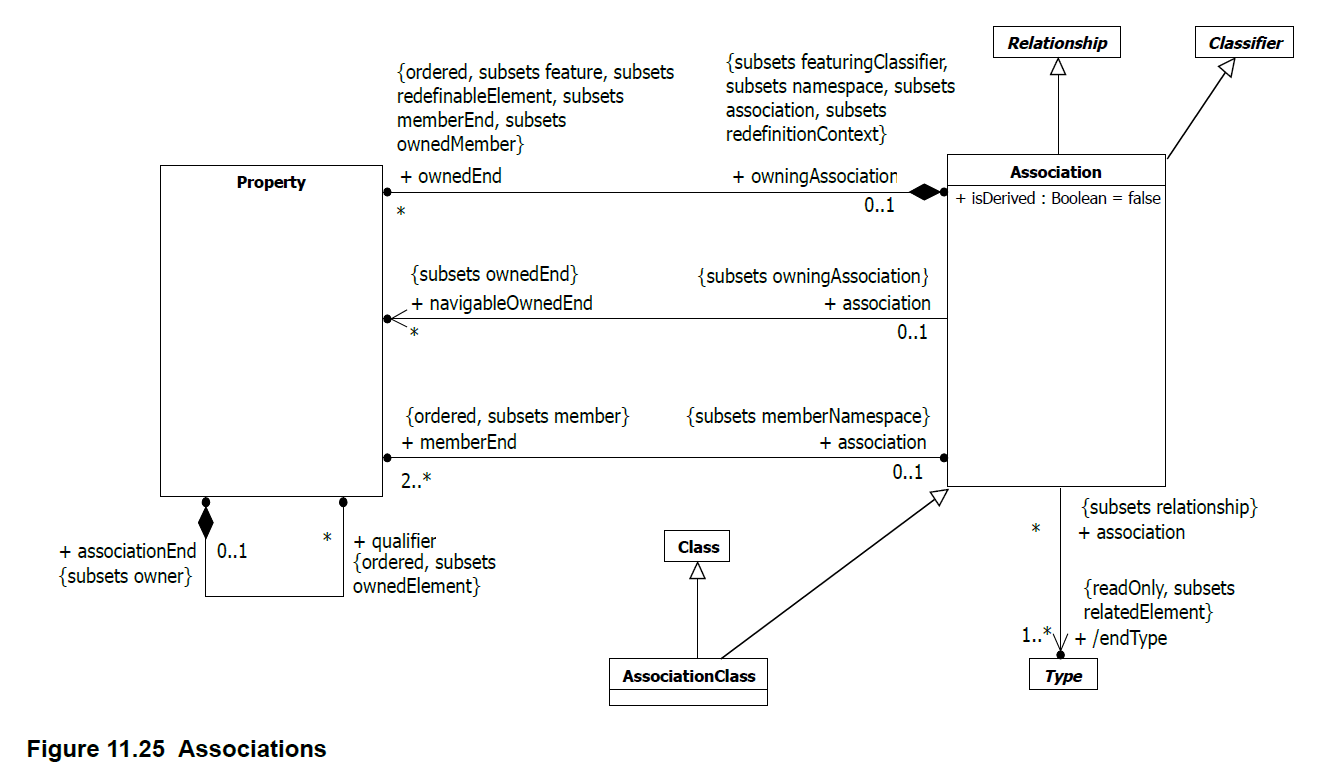 Relationship
Classifier
{ordered, subsets feature, subsets
redefinableElement, subsets
memberEnd, subsets
ownedMember}
{subsets featuringClassifier,
subsets namespace, subsets
association, subsets
redefinitionContext}
Property
+ ownedEnd
+ owningAssociation
*
0..1
Association
+ isDerived : Boolean = false
{subsets ownedEnd}
{subsets owningAssociation}
+ navigableOwnedEnd
+ association
*
0..1
{ordered, subsets member}
{subsets memberNamespace}
+ memberEnd
+ association
2..*
0..1
+ associationEnd
{subsets owner}
0..1
*
+ qualifier
{ordered, subsets
ownedElement}
Class
AssociationClass
{subsets relationship}
*
+ association
{readOnly, subsets
relatedElement}
1..*
+ /endType
Type
Figure 11.25 Associations